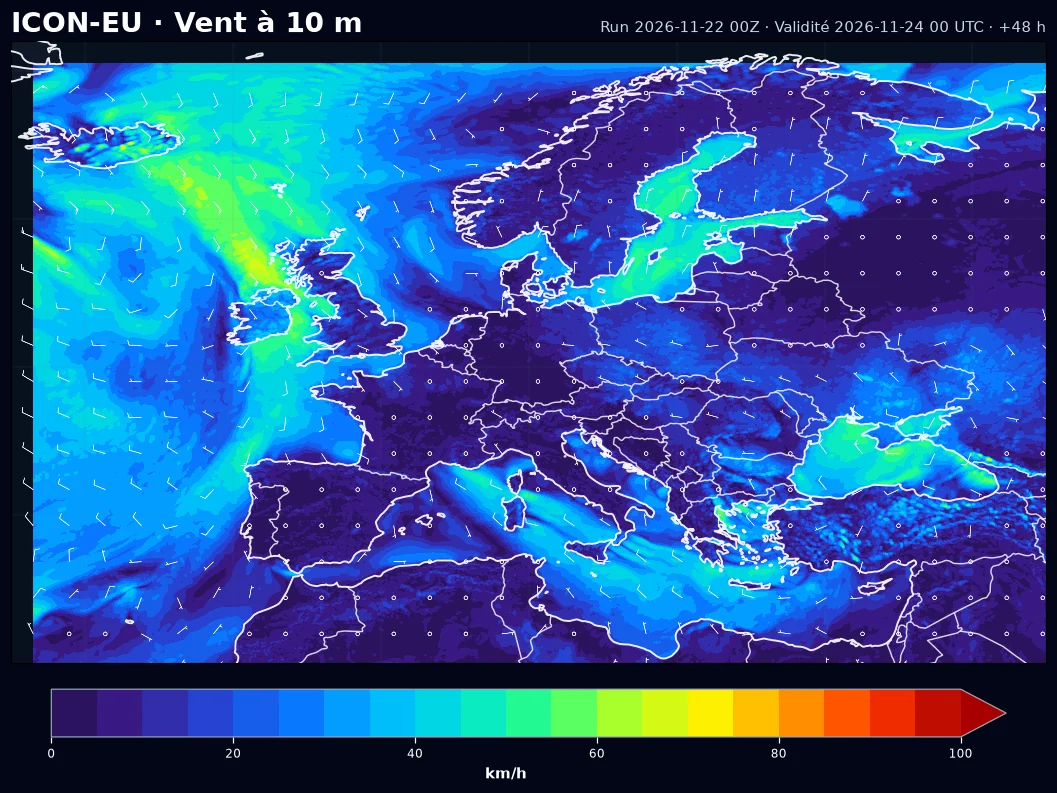 ICON-EU · Vent à 10 m
Run 2026-11-22 00Z · Validité 2026-11-24 00 UTC · +48 h
0 20 40 60 80 100
km/h